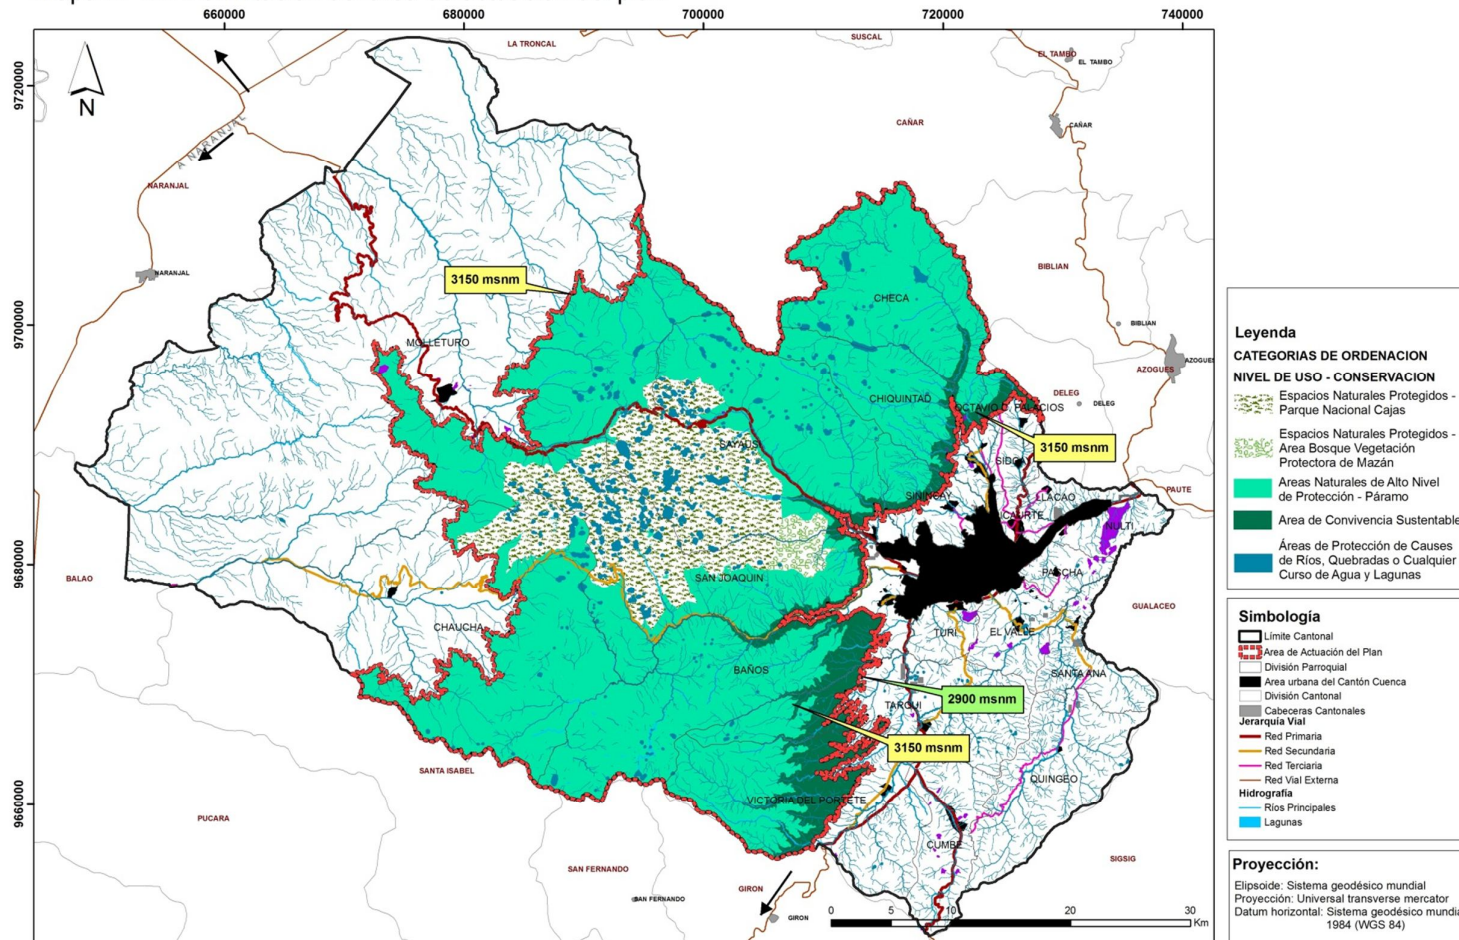 660000
680000
700000
720000
740000
9720000
9700000
9680000
9660000
N
A NARANJAL
LA TRONCAL
SUSCAL
EL TAMBO
EL TAMBO
CAÑAR
CAÑAR
NARANJAL
NARANJAL
BIBLIAN
BIBLIAN
AZOGUES
AZOGUES
DELEG
DELEG
PAUTE
GUALACEO
SIGSIG
BALAO
PUCARA
SANTA ISABEL
SAN FERNANDO
SAN FERNANDO
GIRON
GIRON
3150 msnm
3150 msnm
2900 msnm
3150 msnm
MOLLETURO
CHECA
CHIQUINTAD
OCTAVIO C. PALACIOS
SAYAUSI
SININCAY
LLACAO
NULTI
PACCHA
SAN JOAQUIN
CHAUCHA
BAÑOS
TURI
EL VALLE
SANTA ANA
TARQUI
QUINGEO
VICTORIA DEL PORTETE
CUMBE
0 5 10 20 30
Km
Leyenda
CATEGORIAS DE ORDENACION
NIVEL DE USO - CONSERVACION
Espacios Naturales Protegidos -
Parque Nacional Cajas
Espacios Naturales Protegidos -
Area Bosque Vegetación
Protectora de Mazán
Areas Naturales de Alto Nivel
de Protección - Páramo
Area de Convivencia Sustentable
Áreas de Protección de Causes
de Ríos, Quebradas o Cualquier
Curso de Agua y Lagunas
Simbología
Límite Cantonal
Area de Actuación del Plan
División Parroquial
Area urbana del Cantón Cuenca
División Cantonal
Cabeceras Cantonales
Jerarquía Vial
Red Primaria
Red Secundaria
Red Terciaria
Red Vial Externa
Hidrografía
Ríos Principales
Lagunas
Proyección:
Elipsoide: Sistema geodésico mundial
Proyección: Universal transverse mercator
Datum horizontal: Sistema geodésico mundia
1984 (WGS 84)